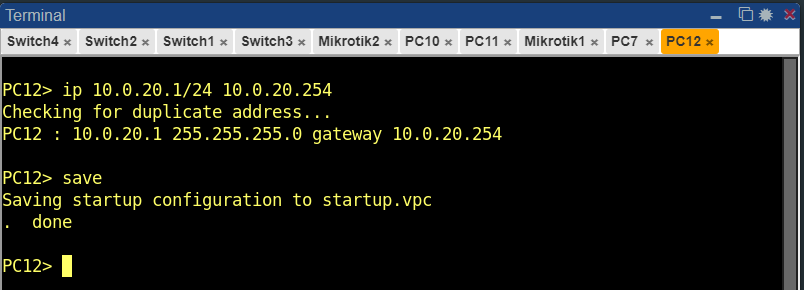 Terminal
Switch4 × Switch2 × Switch1 × Switch3 × Mikrotik2 × PC10 × PC11 × Mikrotik1 × PC7 × PC12 ×
PC12> ip 10.0.20.1/24 10.0.20.254
Checking for duplicate address...
PC12 : 10.0.20.1 255.255.255.0 gateway 10.0.20.254
PC12> save
Saving startup configuration to startup.vpc
.  done
PC12>